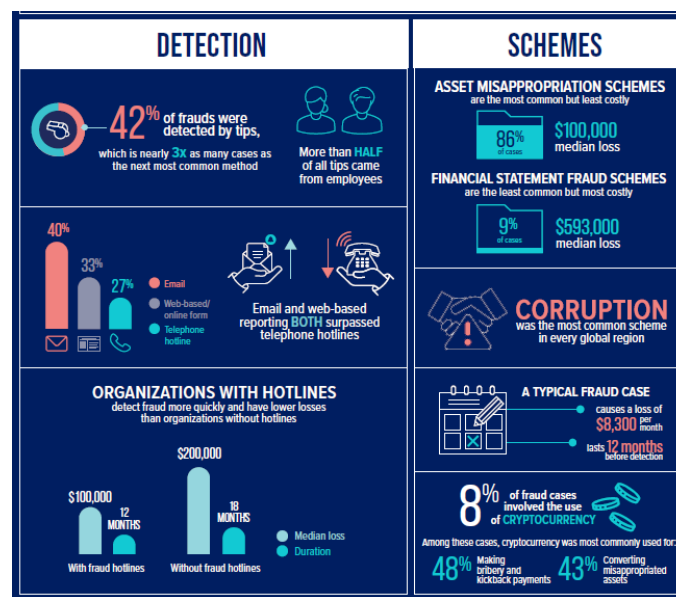 DETECTION
42% of frauds were
detected by tips,
which is nearly 3x as many cases as
the next most common method
More than HALF
of all tips came
from employees
40%
33%
27%
Email
Web-based/
online form
Telephone
hotline
Email and web-based
reporting BOTH surpassed
telephone hotlines
ORGANIZATIONS WITH HOTLINES
detect fraud more quickly and have lower losses
than organizations without hotlines
$100,000
12
MONTHS
With fraud hotlines
$200,000
18
MONTHS
Without fraud hotlines
Median loss
Duration
SCHEMES
ASSET MISAPPROPRIATION SCHEMES
are the most common but least costly
86%
of cases
$100,000
median loss
FINANCIAL STATEMENT FRAUD SCHEMES
are the least common but most costly
9%
of cases
$593,000
median loss
CORRUPTION
was the most common scheme
in every global region
A TYPICAL FRAUD CASE
causes a loss of
$8,300 per
month
lasts 12 months
before detection
8% of fraud cases
involved the use
of CRYPTOCURRENCY
Among these cases, cryptocurrency was most commonly used for:
48% Making
bribery and
kickback payments
43% Converting
misappropriated
assets